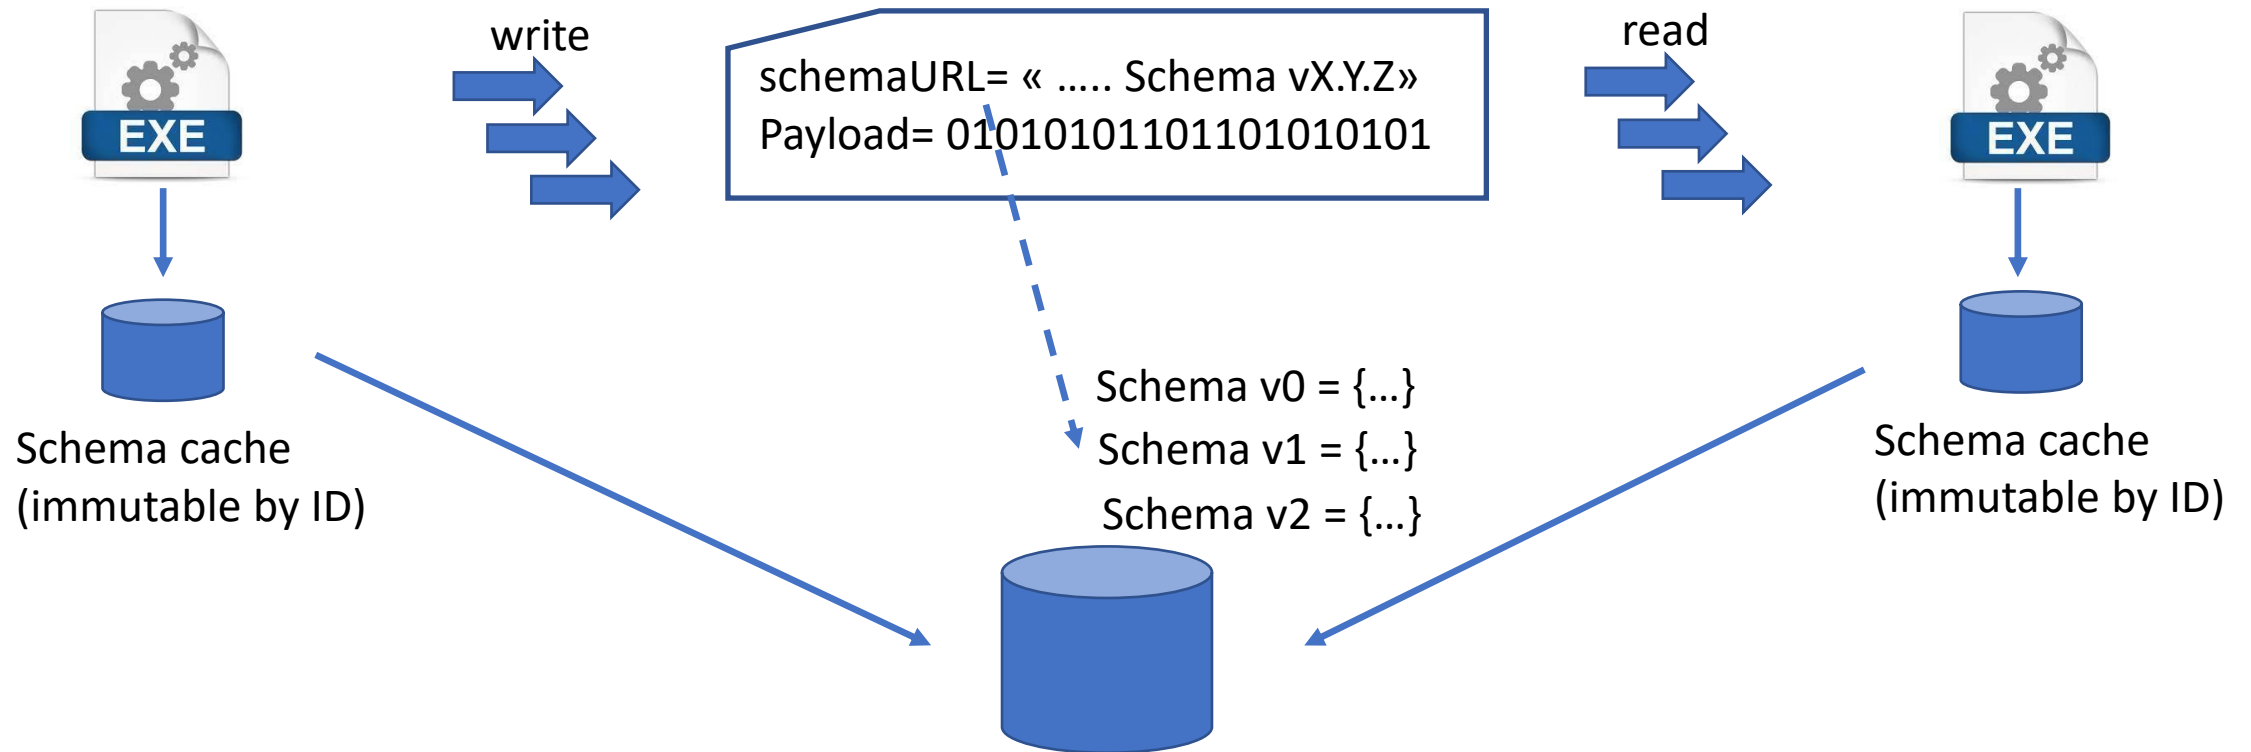 write
read
schemaURL= « ….. Schema vX.Y.Z»
Payload= 01010101101101010101
EXE
EXE
Schema v0 = {…}
Schema v1 = {…}
Schema v2 = {…}
Schema cache
(immutable by ID)
Schema cache
(immutable by ID)